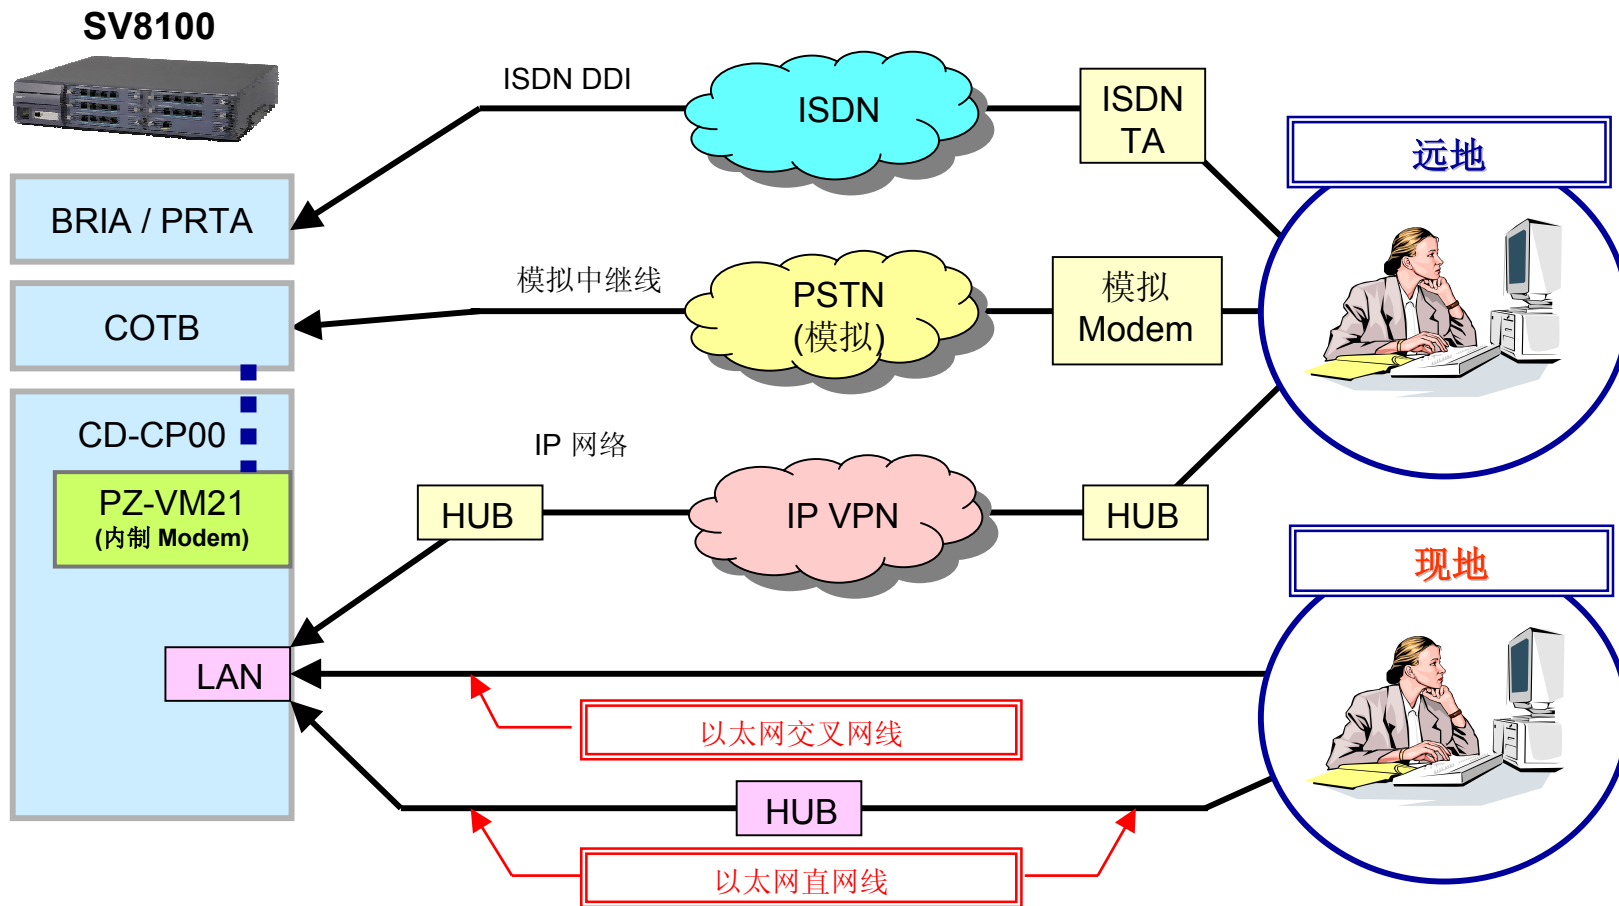 SV8100
ISDN DDI
ISDN
ISDN
TA
远地
BRIA / PRTA
模拟中继线
PSTN
(模拟)
模拟
Modem
COTB
CD-CP00
IP 网络
PZ-VM21
(内制 Modem)
HUB
IP VPN
HUB
现地
LAN
以太网交叉网线
HUB
以太网直网线